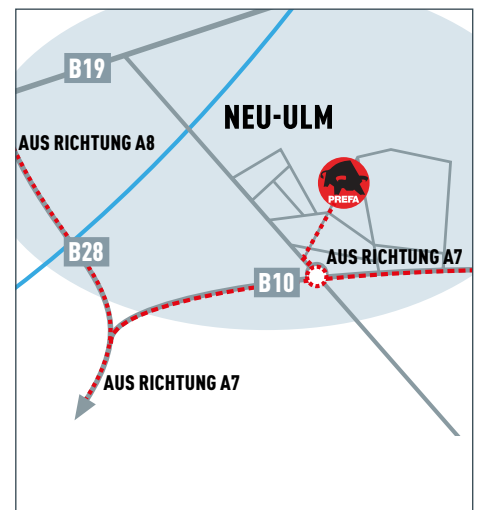 B19
NEU-ULM
AUS RICHTUNG A8
PREFA
B28
AUS RICHTUNG A7
B10
AUS RICHTUNG A7